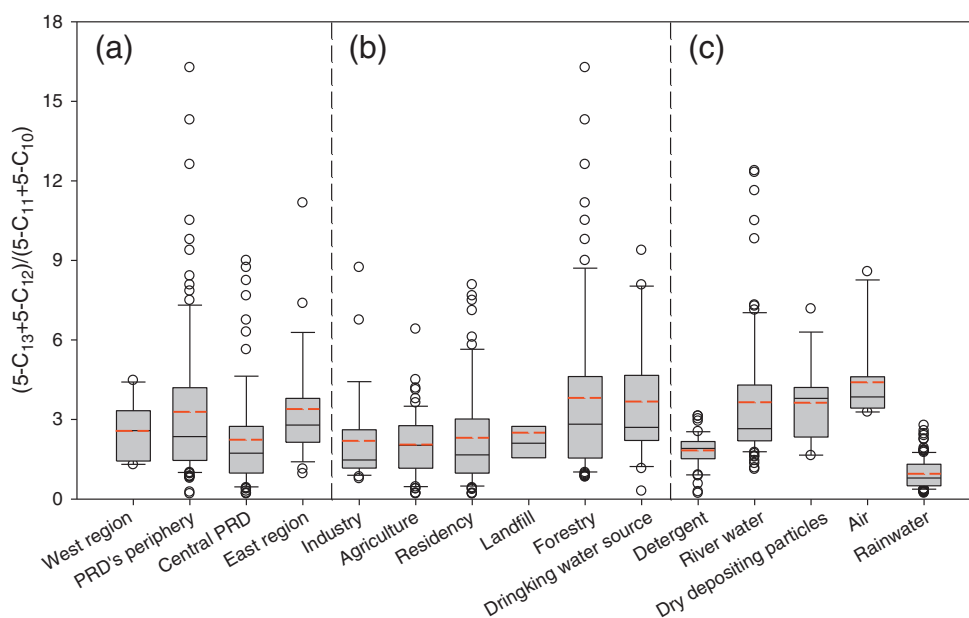 (a) (b) (c)
18
15
12
9
6
3
0
(5-C13+5-C12)/(5-C11+5-C10)
West region
PRD's periphery
Central PRD
East region
Industry
Agriculture
Residency
Landfill
Forestry
Dringking water source
Detergent
River water
Dry depositing particles
Air
Rainwater